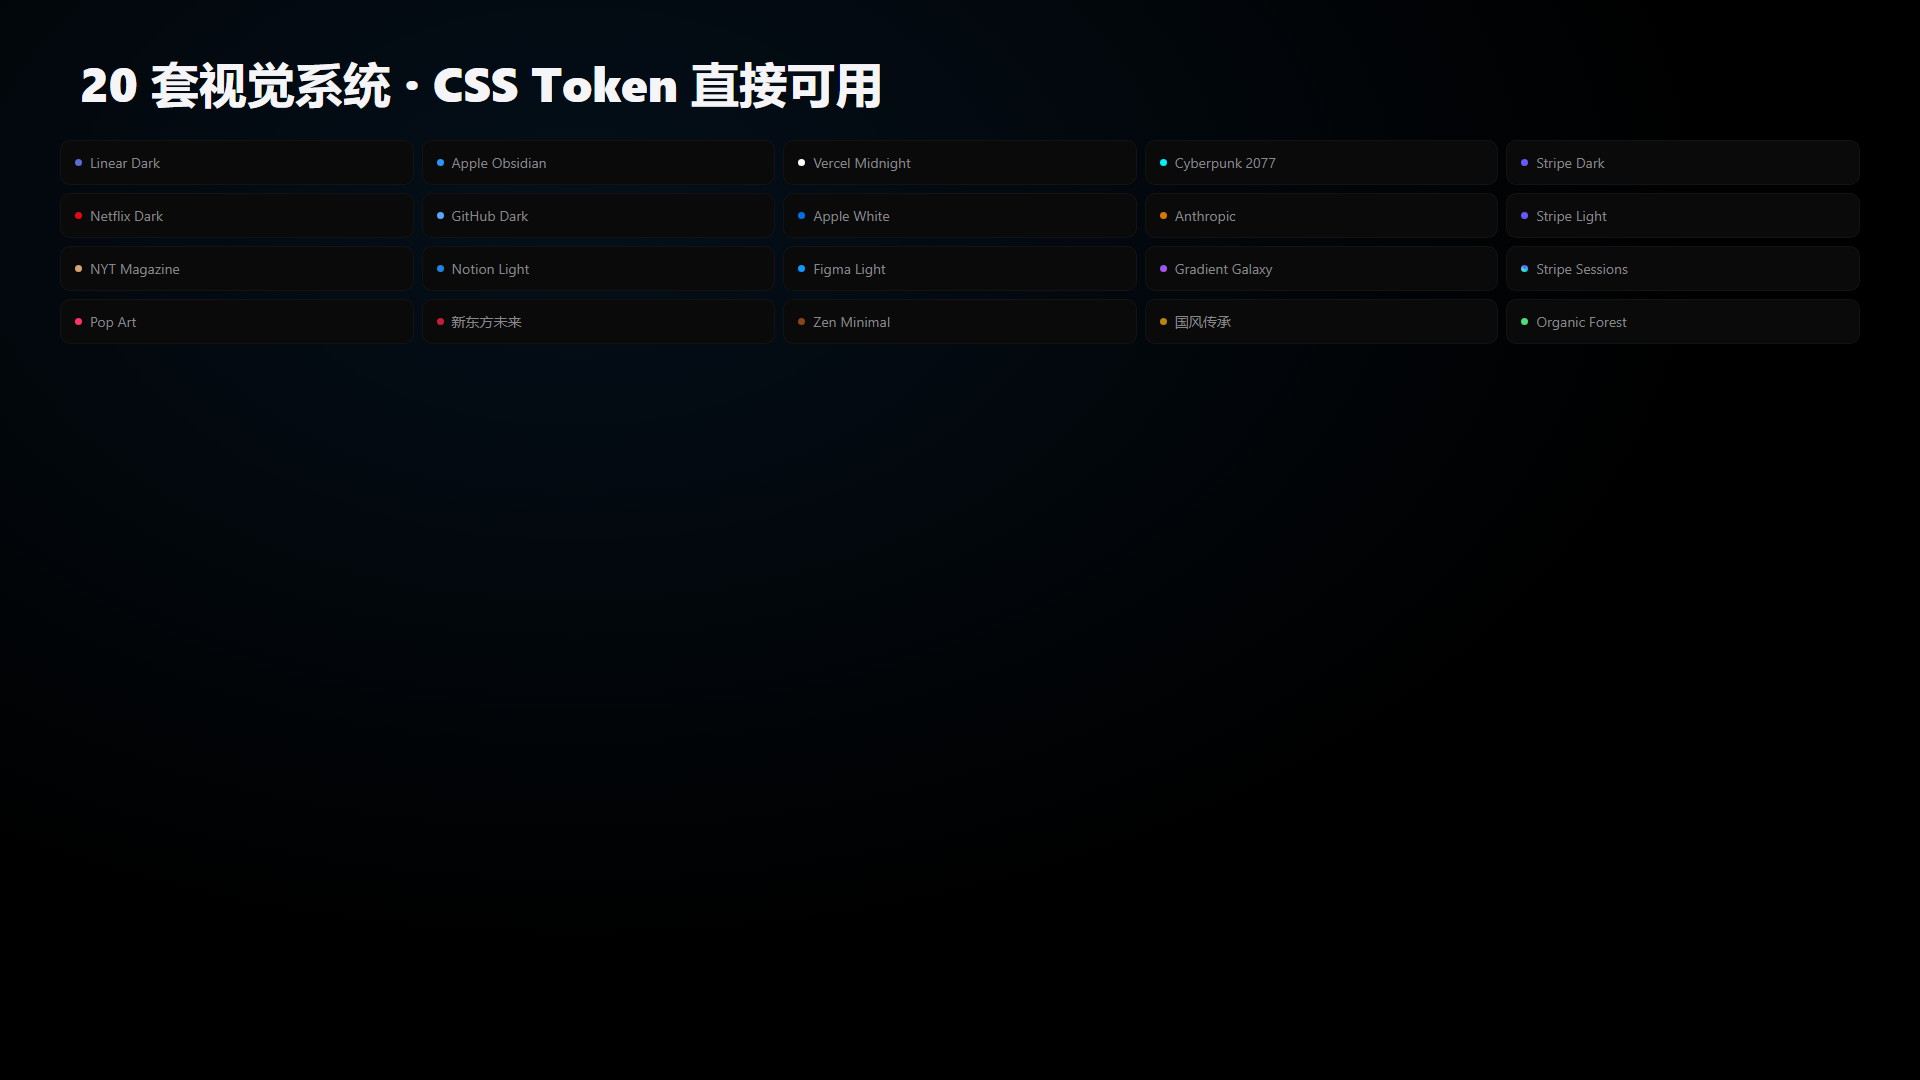 20 套视觉系统 · CSS Token 直接可用
Linear Dark
Apple Obsidian
Vercel Midnight
Cyberpunk 2077
Stripe Dark
Netflix Dark
GitHub Dark
Apple White
Anthropic
Stripe Light
NYT Magazine
Notion Light
Figma Light
Gradient Galaxy
Stripe Sessions
Pop Art
新东方未来
Zen Minimal
国风传承
Organic Forest